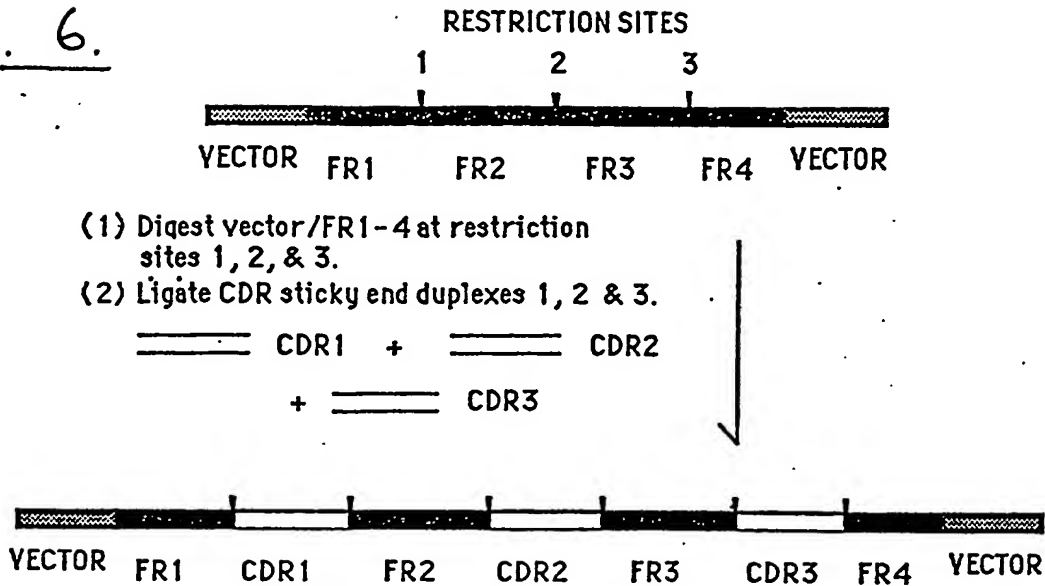 . 6.
RESTRICTION SITES
1 2 3
VECTOR FR1 FR2 FR3 FR4 VECTOR
(1) Digest vector/FR1-4 at restriction
sites 1, 2, & 3.
(2) Ligate CDR sticky end duplexes 1, 2 & 3.
CDR1 + CDR2
+ CDR3
VECTOR FR1 CDR1 FR2 CDR2 FR3 CDR3 FR4 VECTOR